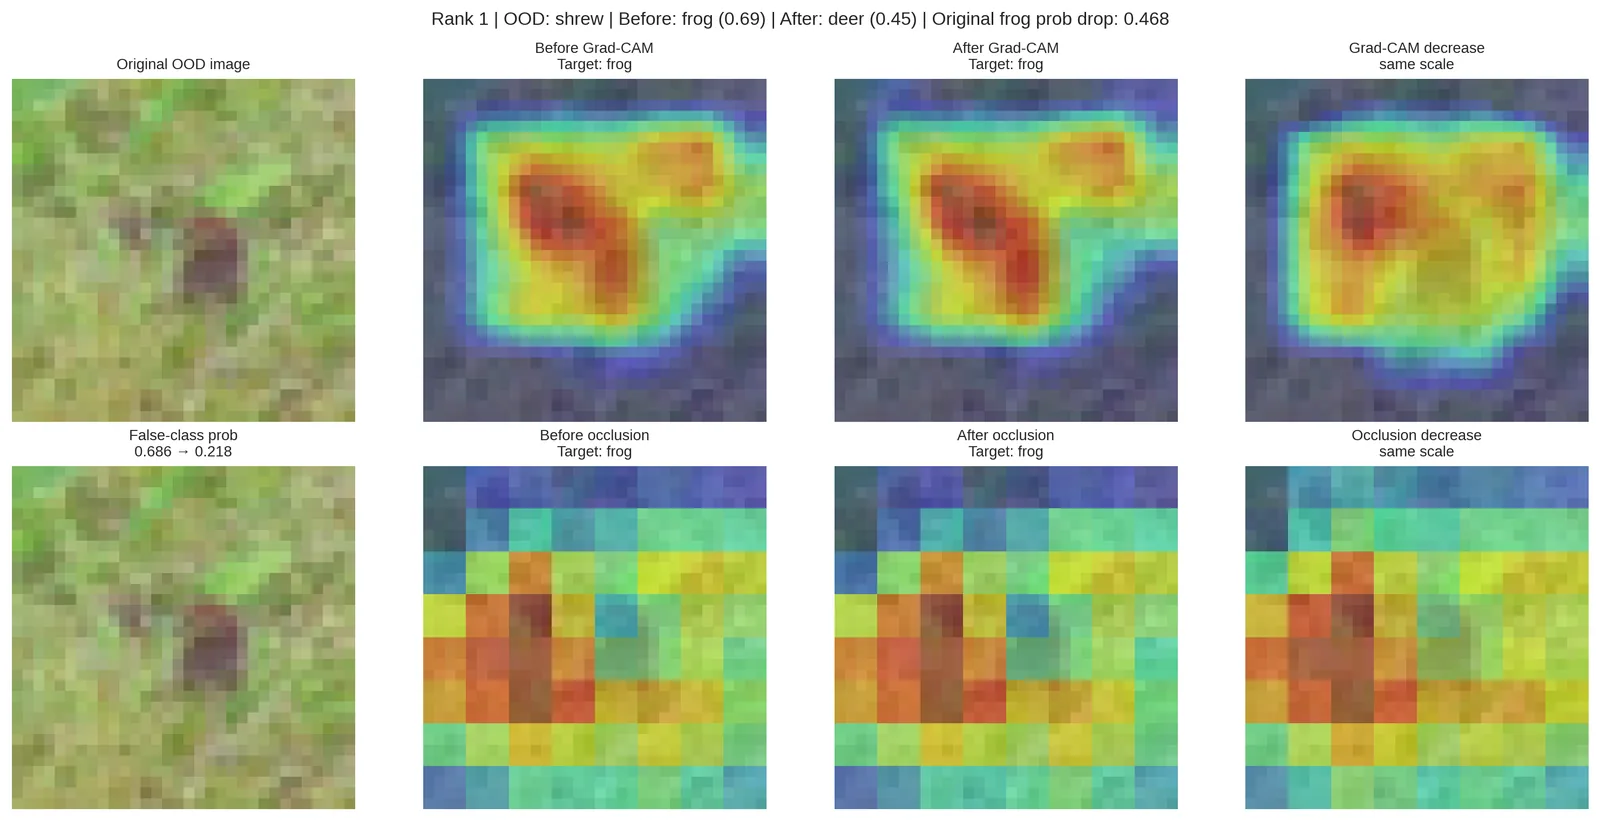 Rank 1 | OOD: shrew | Before: frog (0.69) | After: deer (0.45) | Original frog prob drop: 0.468
Original OOD image
Before Grad-CAM
Target: frog
After Grad-CAM
Target: frog
Grad-CAM decrease
same scale
False-class prob
0.686 → 0.218
Before occlusion
Target: frog
After occlusion
Target: frog
Occlusion decrease
same scale